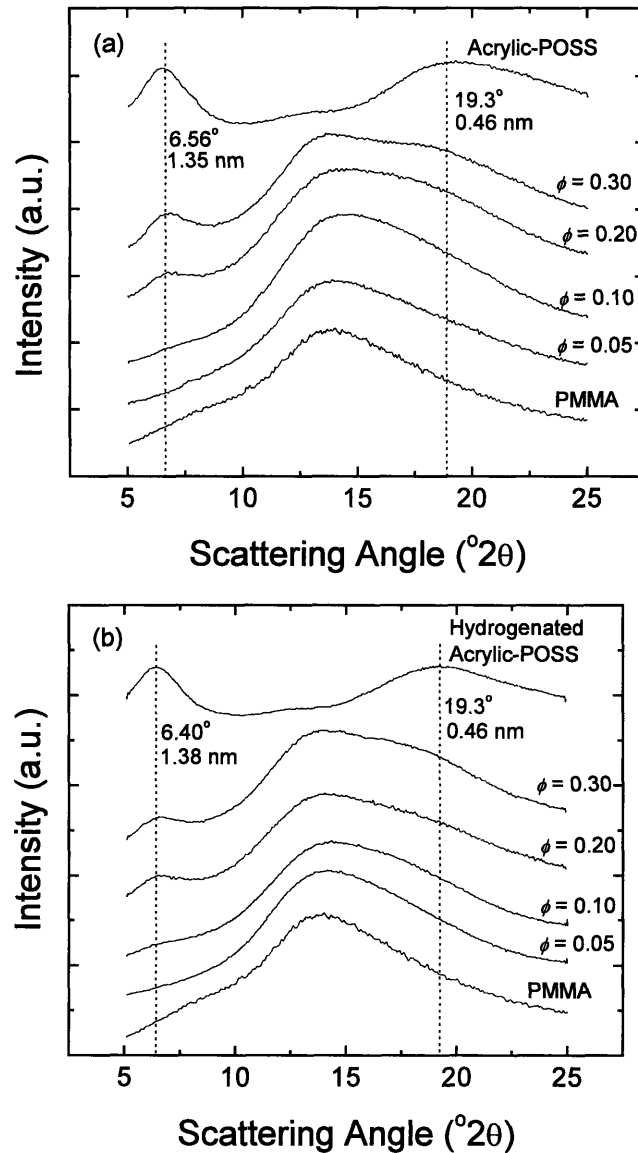 (a)
Acrylic-POSS
6.56°
1.35 nm
19.3°
0.46 nm
ϕ = 0.30
ϕ = 0.20
ϕ = 0.10
ϕ = 0.05
PMMA
Intensity (a.u.)
5 10 15 20 25
Scattering Angle (°2θ)
(b)
Hydrogenated
Acrylic-POSS
6.40°
1.38 nm
19.3°
0.46 nm
ϕ = 0.30
ϕ = 0.20
ϕ = 0.10
ϕ = 0.05
PMMA
Intensity (a.u.)
5 10 15 20 25
Scattering Angle (°2θ)